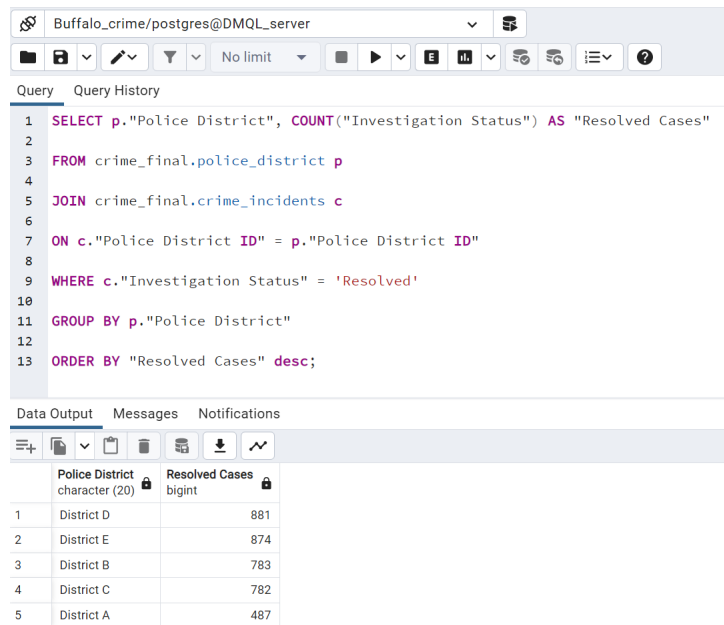 Buffalo_crime/postgres@DMQL_server
No limit
E
Query Query History
1 SELECT p."Police District", COUNT("Investigation Status") AS "Resolved Cases"
2
3 FROM crime_final.police_district p
4
5 JOIN crime_final.crime_incidents c
6
7 ON c."Police District ID" = p."Police District ID"
8
9 WHERE c."Investigation Status" = 'Resolved'
10
11 GROUP BY p."Police District"
12
13 ORDER BY "Resolved Cases" desc;
Data Output Messages Notifications
Police District Resolved Cases
character (20) bigint
1 District D 881
2 District E 874
3 District B 783
4 District C 782
5 District A 487